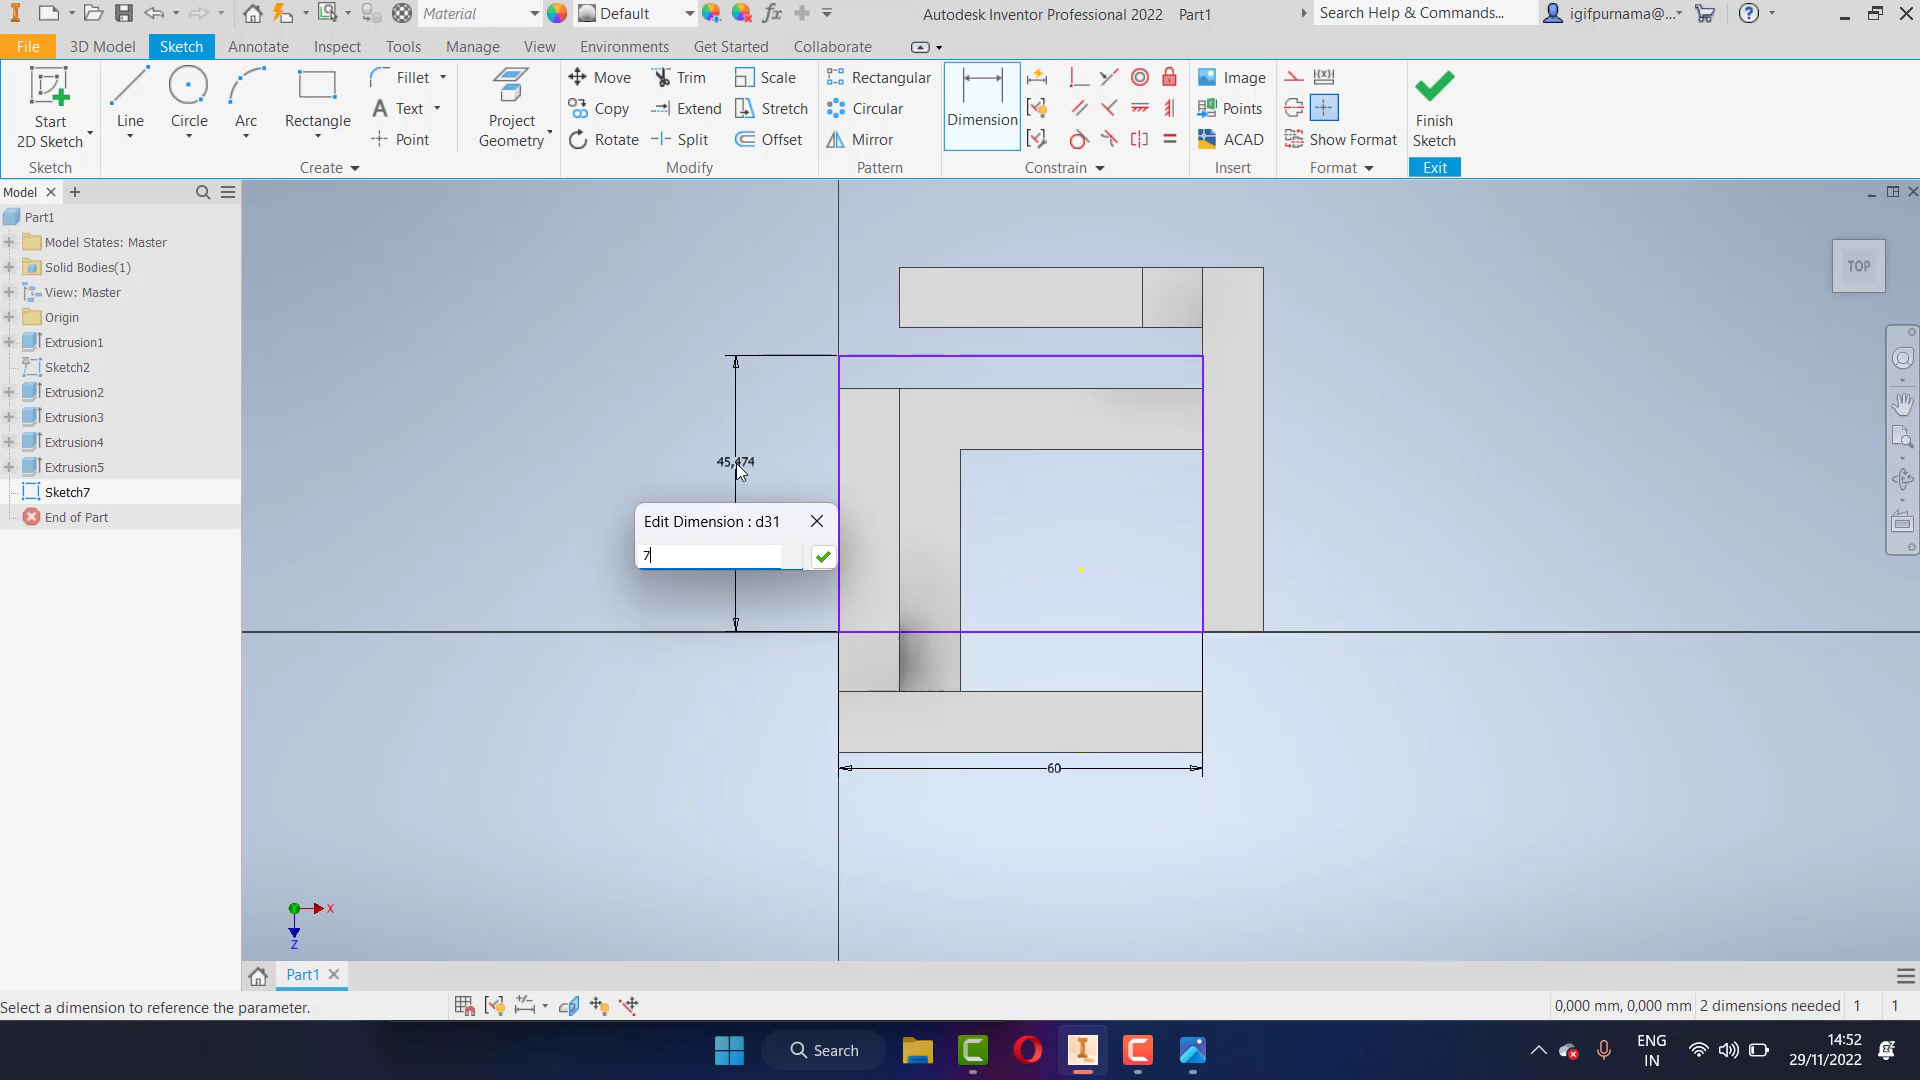 Material
Default
Autodesk Inventor Professional 2022 Part1
Search Help & Commands...
igifpurnama@...
File
3D Model
Sketch
Annotate
Inspect
Tools
Manage
View
Environments
Get Started
Collaborate
Start
2D Sketch
Line
Circle
Arc
Rectangle
Fillet
Text
Point
Project
Geometry
Move
Copy
Rotate
Trim
Extend
Split
Scale
Stretch
Offset
Rectangular
Circular
Mirror
Dimension
Image
Points
ACAD
Show Format
Finish
Sketch
Sketch
Create
Modify
Pattern
Constrain
Insert
Format
Exit
Model
Part1
Model States: Master
Solid Bodies(1)
View: Master
Origin
Extrusion1
Sketch2
Extrusion2
Extrusion3
Extrusion4
Extrusion5
Sketch7
End of Part
TOP
45,474
Edit Dimension : d31
7
60
X
Z
Part1
Select a dimension to reference the parameter.
0,000 mm, 0,000 mm 2 dimensions needed 1 1
Search
ENG
IN
14:52
29/11/2022